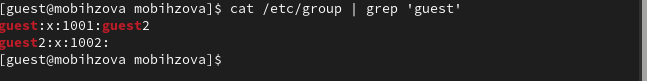 [guest@mobihzova mobihzova]$ cat /etc/group | grep 'guest'
guest:x:1001:guest2
guest2:x:1002:
[guest@mobihzova mobihzova]$